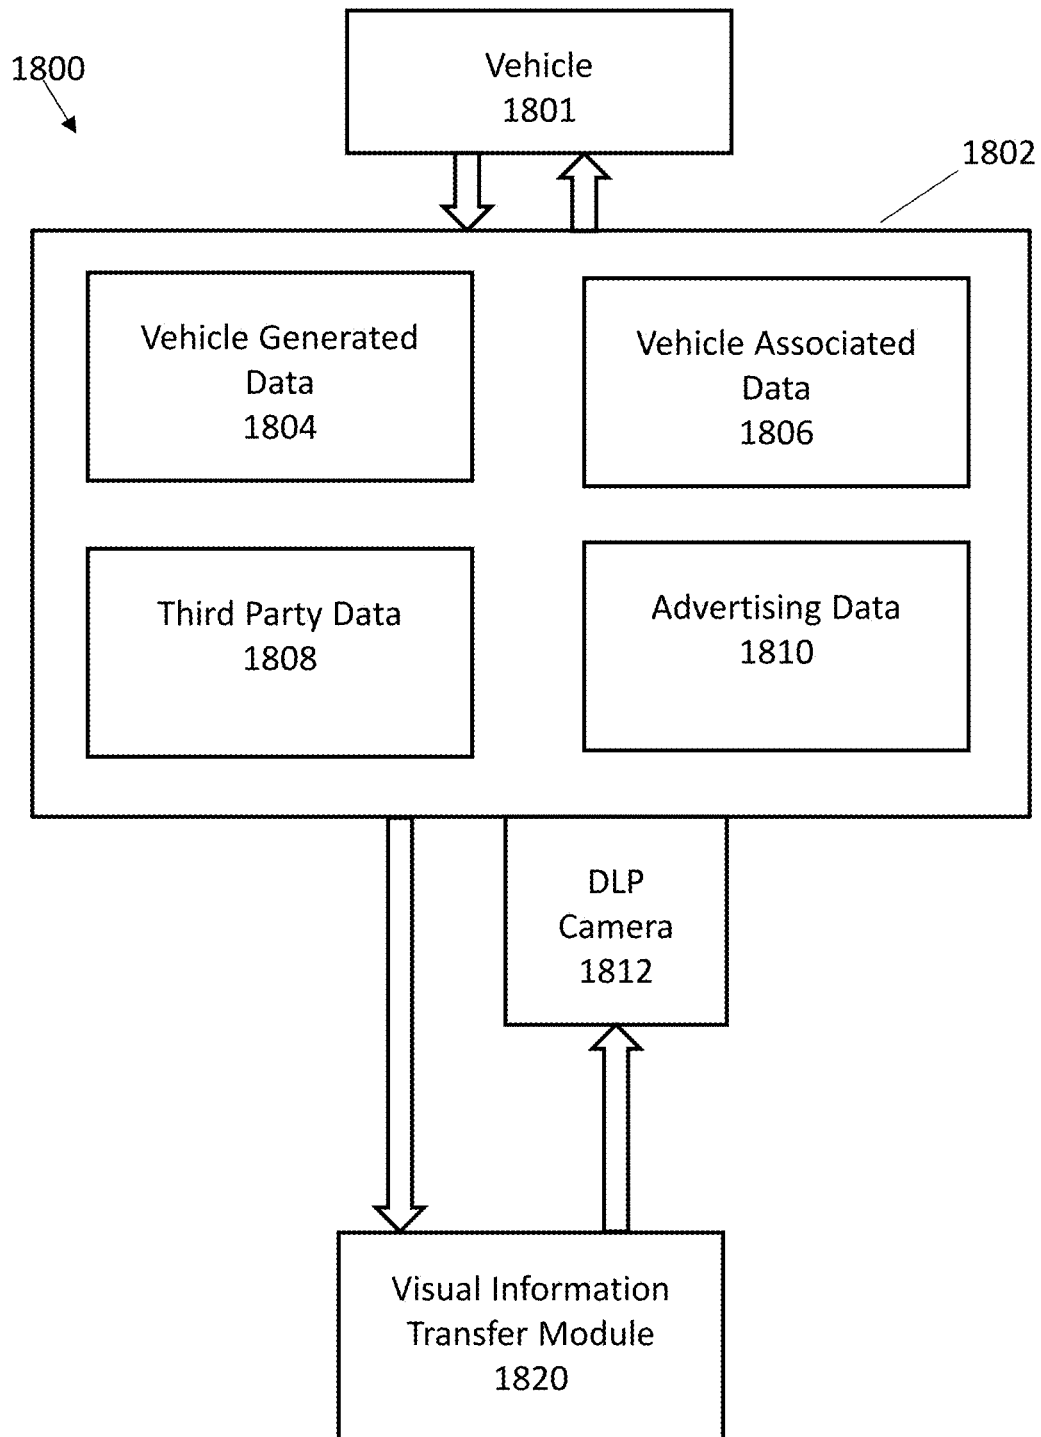 1800
Vehicle
1801
1802
Vehicle Generated
Data
1804
Vehicle Associated
Data
1806
Third Party Data
1808
Advertising Data
1810
DLP
Camera
1812
Visual Information
Transfer Module
1820